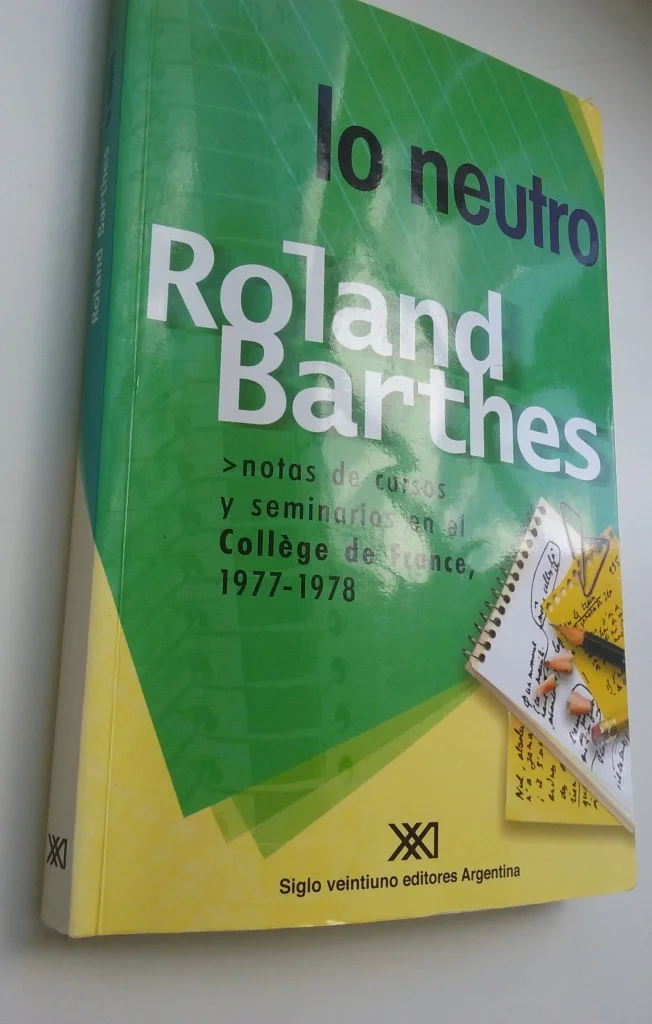 lo neutro
Roland
Barthes
>notas de cursos
y seminarios en el
Collège de France,
1977-1978
Siglo veintiuno editores Argentina
Roland Barthes